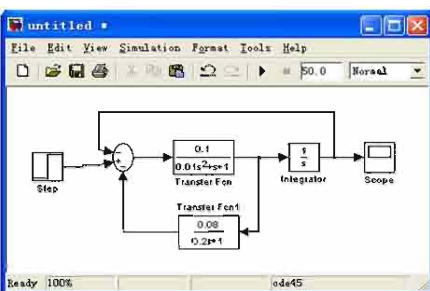 untitled *
File Edit View Simulation Format Tools Help
50.0 Normal
0.1
0.01s²+s+1
Transfer Fcn
1
s
Integrator
Scope
Step
Transfer Fcn1
0.08
0.2s+1
Ready 100% ode45